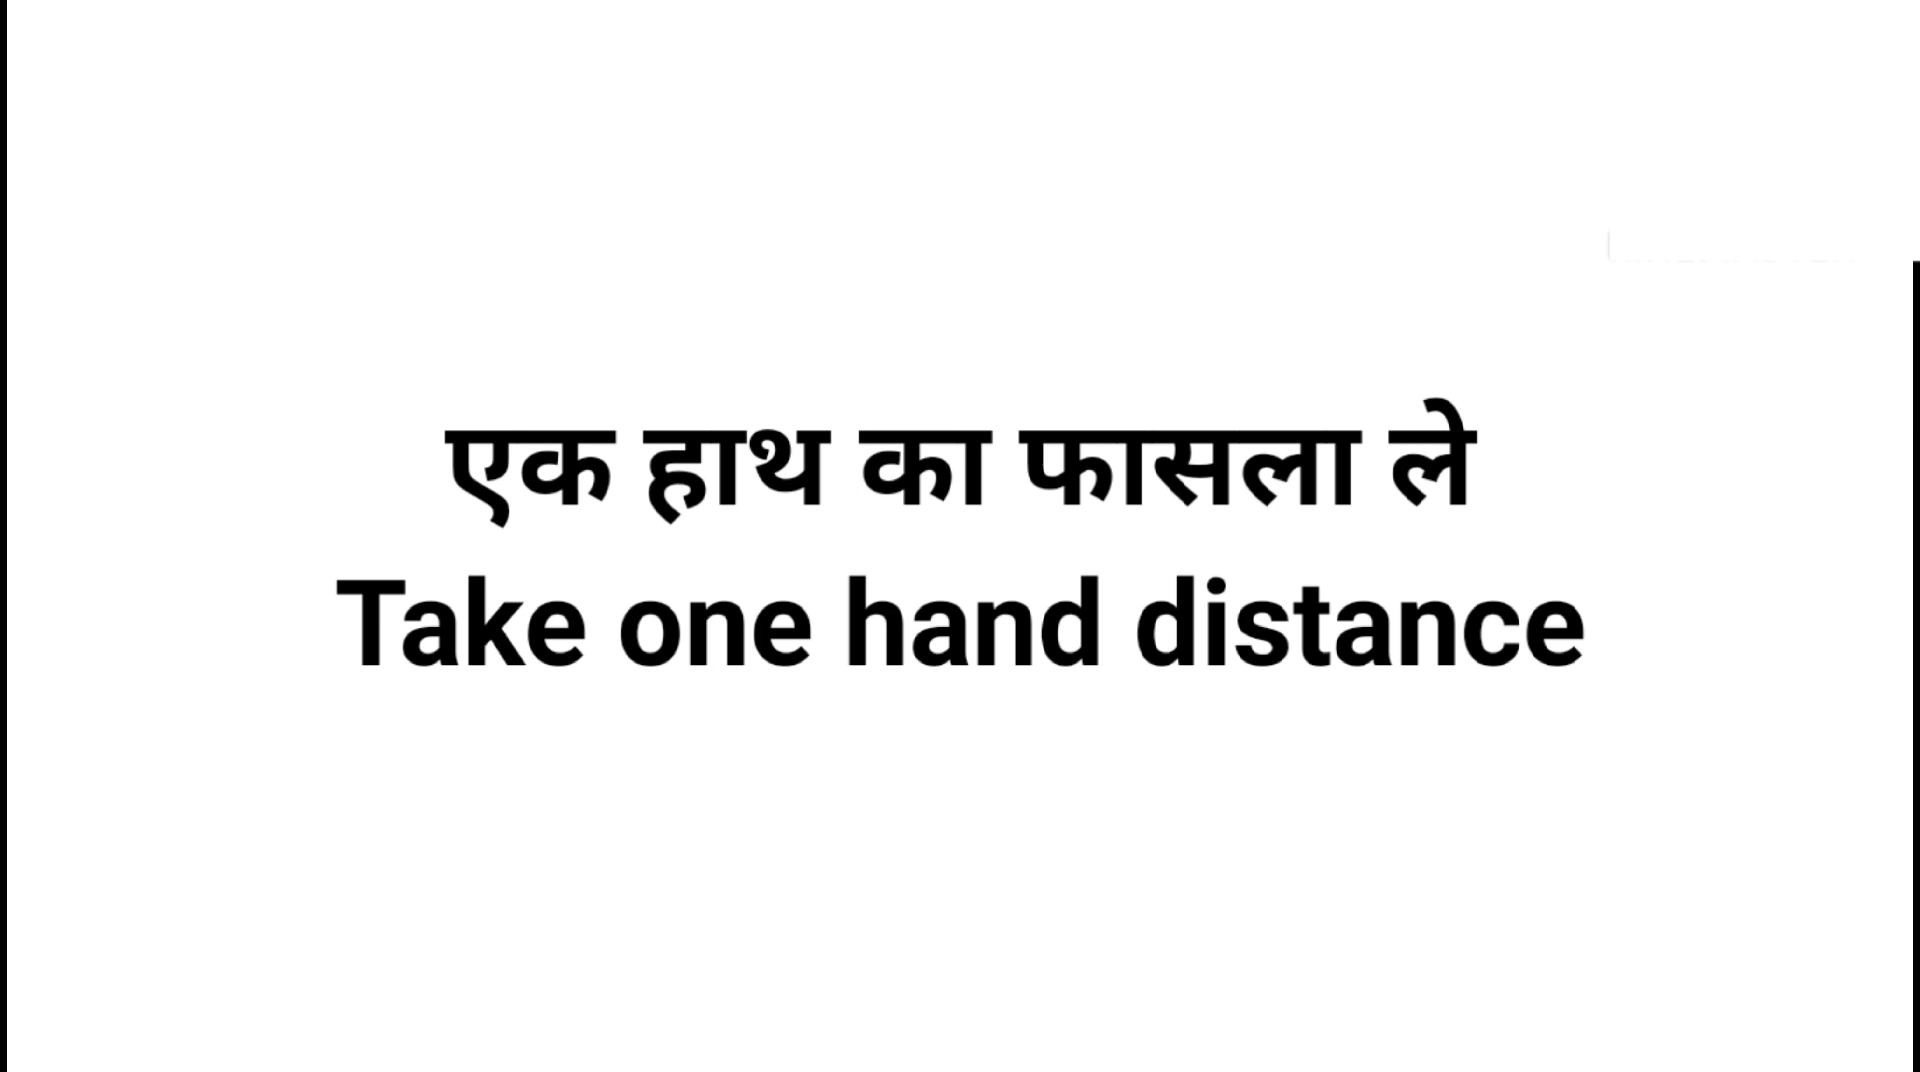 एक हाथ का फासला ले
Take one hand distance